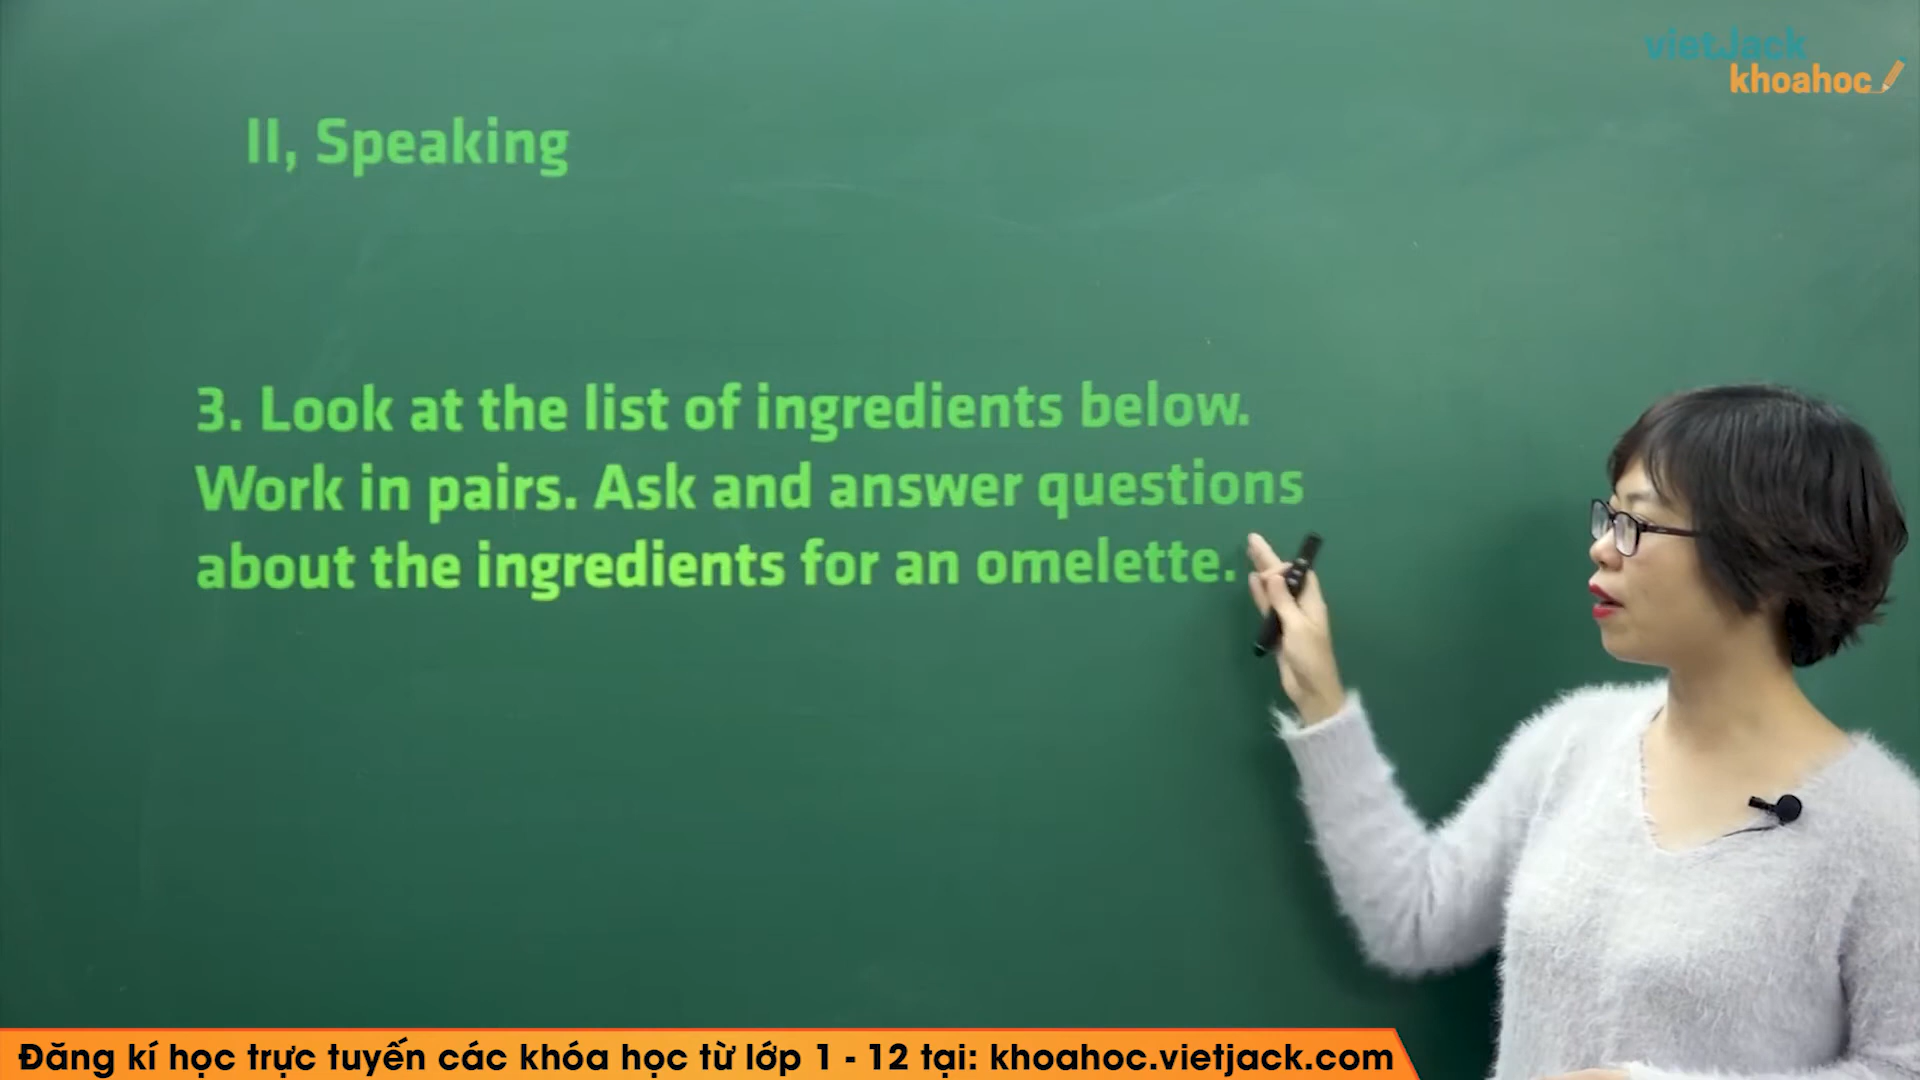 vietJack
khoahoc
II, Speaking
3. Look at the list of ingredients below.
Work in pairs. Ask and answer questions
about the ingredients for an omelette.
Đăng kí học trực tuyến các khóa học từ lớp 1 - 12 tại: khoahoc.vietjack.com